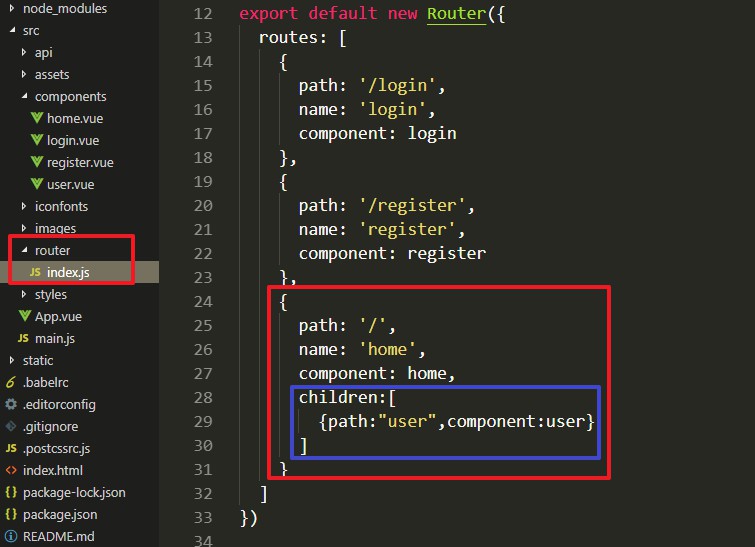 node_modules
src
api
assets
components
home.vue
login.vue
register.vue
user.vue
iconfonts
images
router
JS index.js
styles
App.vue
JS main.js
static
6 .babelrc
.editorconfig
.gitignore
JS .postcssrc.js
<> index.html
{} package-lock.json
{} package.json
README.md
12 export default new Router({
13   routes: [
14     {
15       path: '/login',
16       name: 'login',
17       component: login
18     },
19     {
20       path: '/register',
21       name: 'register',
22       component: register
23     },
24     {
25       path: '/',
26       name: 'home',
27       component: home,
28       children:[
29         {path:"user",component:user}
30       ]
31     }
32   ]
33 })
34